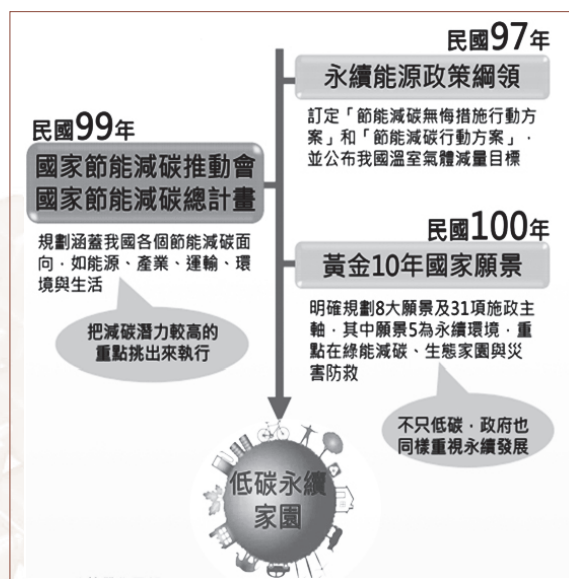 民國97年
永續能源政策綱領
訂定「節能減碳無悔措施行動方
案」和「節能減碳行動方案」，
並公布我國溫室氣體減量目標
民國99年
國家節能減碳推動會
國家節能減碳總計畫
規劃涵蓋我國各個節能減碳面
向，如能源、產業、運輸、環
境與生活
把減碳潛力較高的
重點挑出來執行
民國100年
黃金10年國家願景
明確規劃8大願景及31項施政主
軸，其中願景5為永續環境，重
點在綠能減碳、生態家園與災
害防救
不只低碳，政府也
同樣重視永續發展
低碳永續
家園